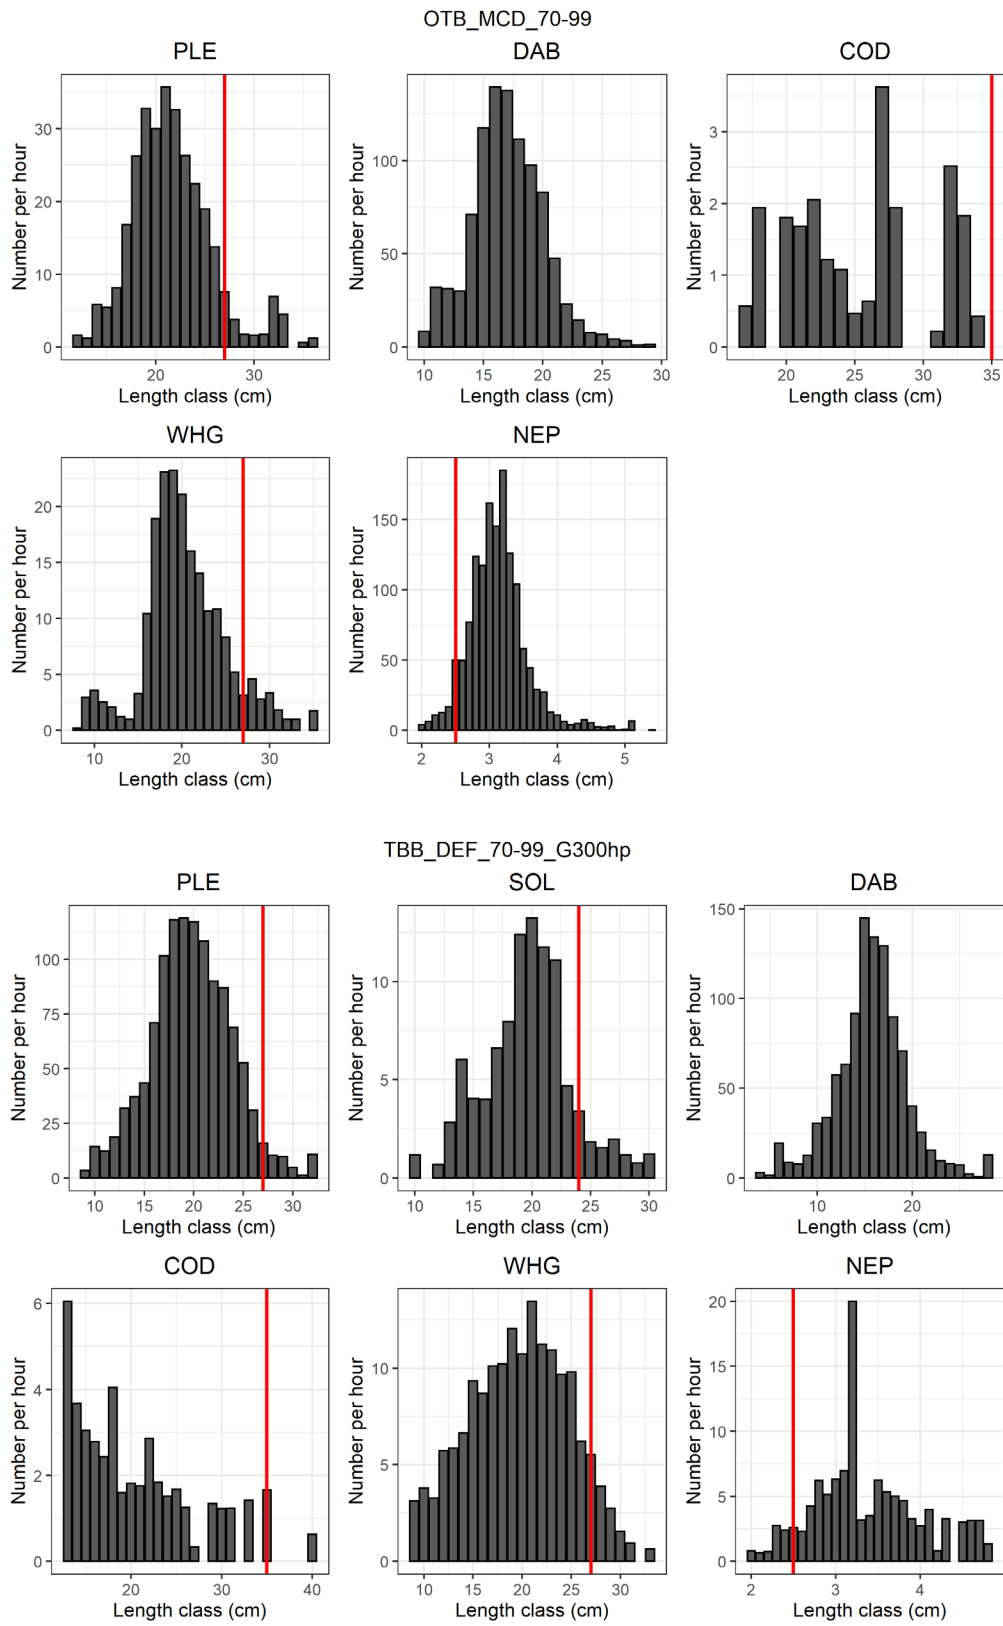 OTB_MCD_70-99
PLE
DAB
COD
Number per hour
0
10
20
30
20
30
Length class (cm)
Number per hour
0
50
100
10
15
20
25
30
Length class (cm)
Number per hour
0
1
2
3
20
25
30
35
Length class (cm)
WHG
NEP
Number per hour
0
5
10
15
20
10
20
30
Length class (cm)
Number per hour
0
50
100
150
2
3
4
5
Length class (cm)
TBB_DEF_70-99_G300hp
PLE
SOL
DAB
Number per hour
0
25
50
75
100
10
15
20
25
30
Length class (cm)
Number per hour
0
5
10
10
15
20
25
30
Length class (cm)
Number per hour
0
50
100
150
10
20
Length class (cm)
COD
WHG
NEP
Number per hour
0
2
4
6
20
30
40
Length class (cm)
Number per hour
0
5
10
10
15
20
25
30
Length class (cm)
Number per hour
0
5
10
15
20
2
3
4
Length class (cm)